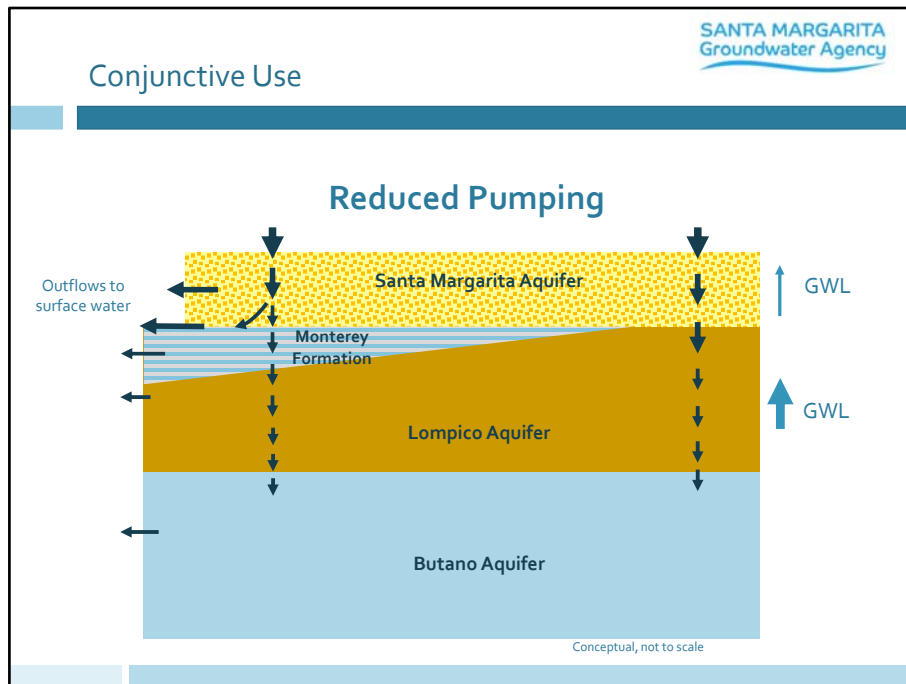 SANTA MARGARITA
Groundwater Agency
Conjunctive Use
Reduced Pumping
Outflows to
surface water
Santa Margarita Aquifer
GWL
Monterey
Formation
GWL
Lompico Aquifer
Butano Aquifer
Conceptual, not to scale